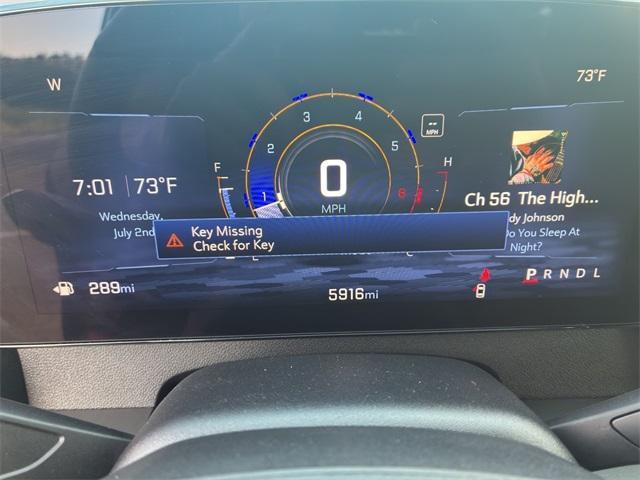 W
73°F
3 4
2 5
1 6
-- MPH
F H
0
MPH
7:01 73°F
Wednesday,
July 2nd
Ch 56 The High...
dy Johnson
Do You Sleep At
Night?
Key Missing
Check for Key
289mi
5916mi
P R N D L